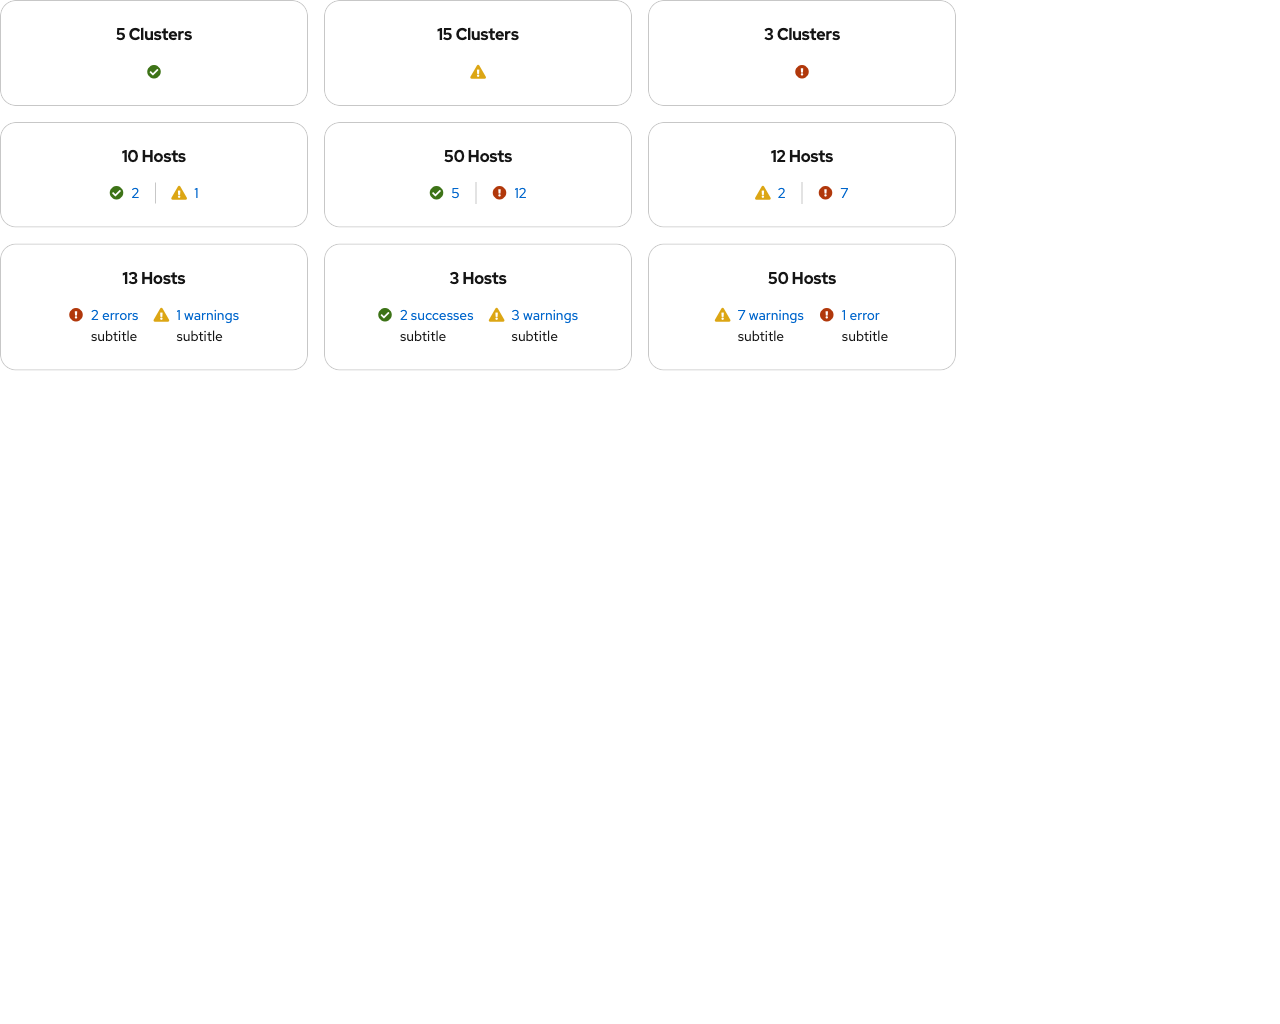 5 Clusters
15 Clusters
3 Clusters
10 Hosts
2
1
50 Hosts
5
12
12 Hosts
2
7
13 Hosts
2 errors
subtitle
1 warnings
subtitle
3 Hosts
2 successes
subtitle
3 warnings
subtitle
50 Hosts
7 warnings
subtitle
1 error
subtitle